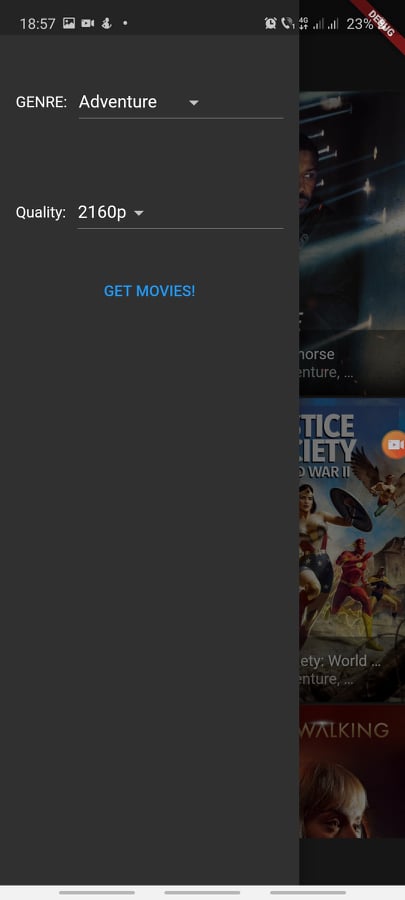 18:57 4G 23%
DEBUG
GENRE: Adventure
Quality: 2160p
GET MOVIES!
horse
enture, ...
STICE
CIETY
D WAR II
ety: World ...
enture, ...
WALKING